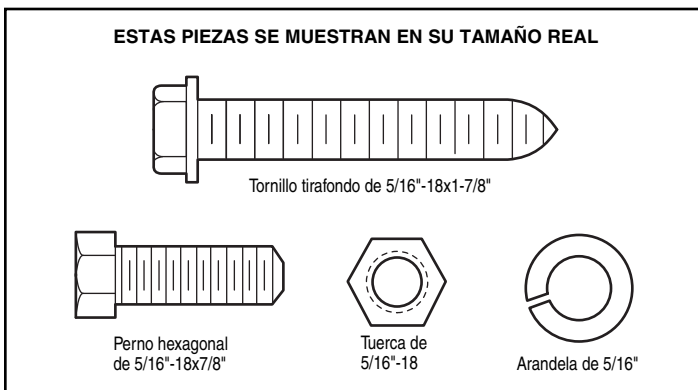 ESTAS PIEZAS SE MUESTRAN EN SU TAMAÑO REAL
Tornillo tirafondo de 5/16"-18x1-7/8"
Perno hexagonal
de 5/16"-18x7/8"
Tuerca de
5/16"-18
Arandela de 5/16"